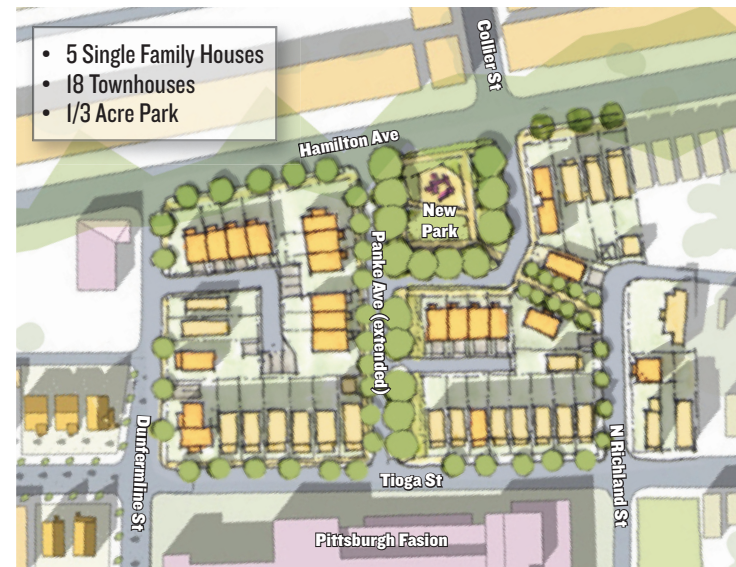 • 5 Single Family Houses
• 18 Townhouses
• 1/3 Acre Park
Collier St
Hamilton Ave
New
Park
Panke Ave (extended)
Dunfermline St
N Richland St
Tioga St
Pittsburgh Fasion